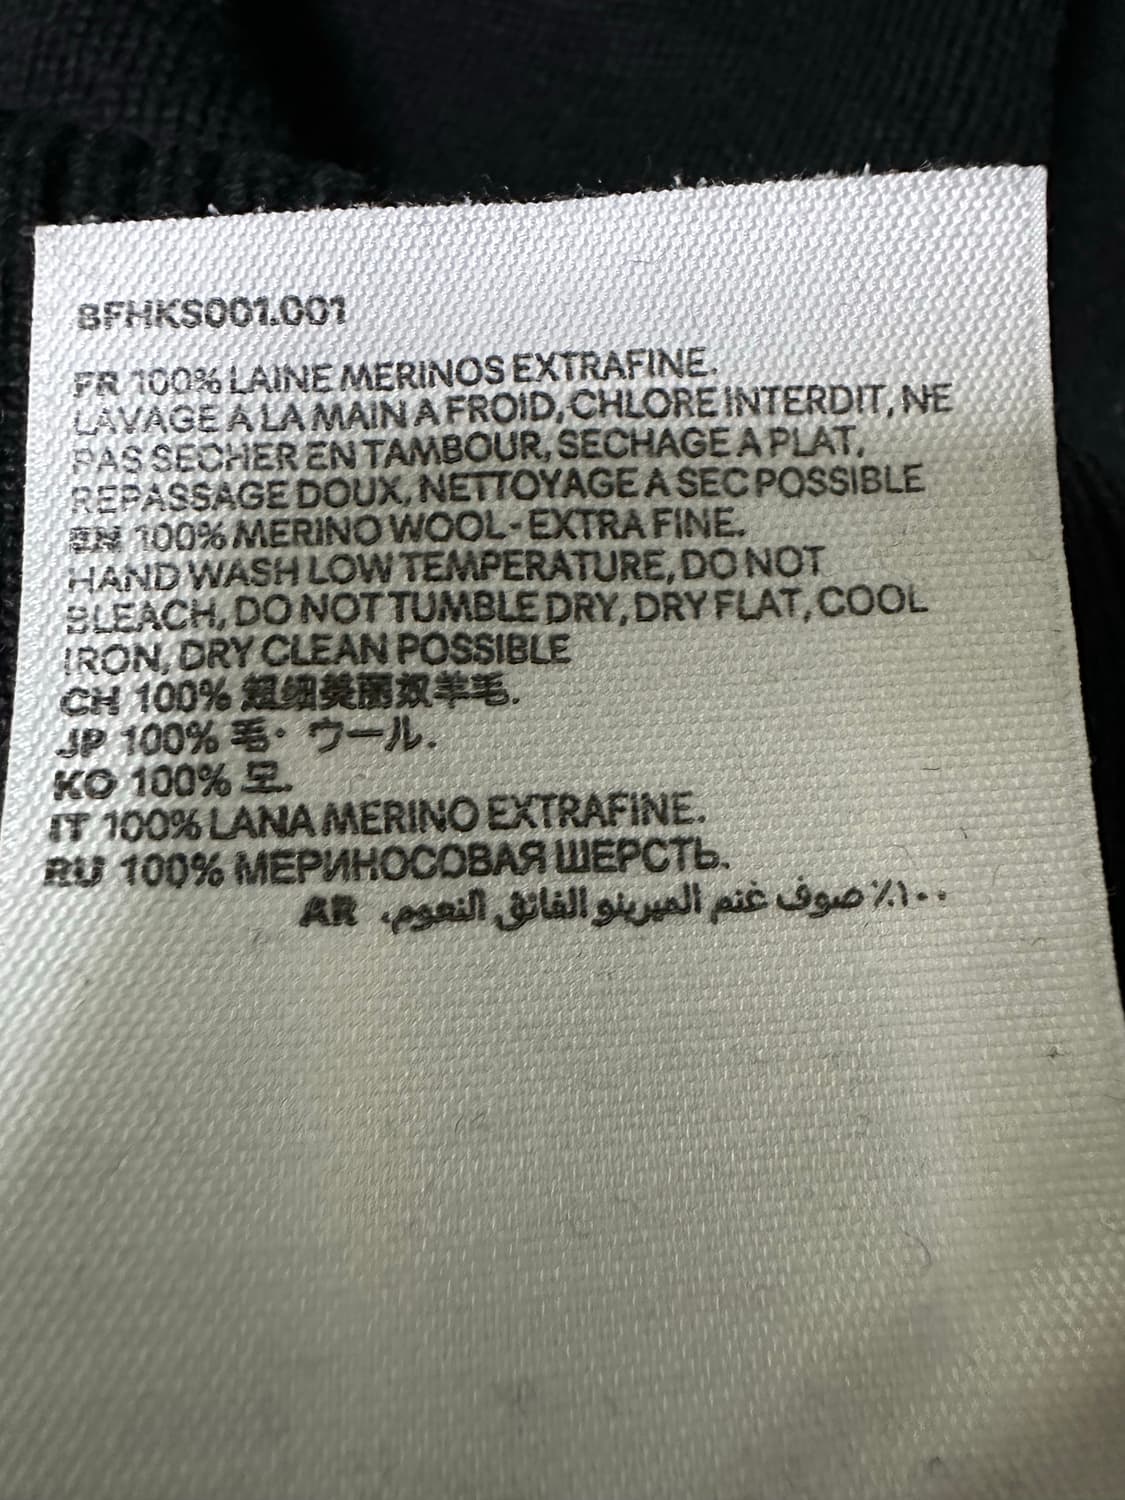 8FHKS001.001
FR 100% LAINE MERINOS EXTRAFINE.
LAVAGE A LA MAIN A FROID, CHLORE INTERDIT, NE
PAS SECHER EN TAMBOUR, SECHAGE A PLAT,
REPASSAGE DOUX, NETTOYAGE A SEC POSSIBLE
EN 100% MERINO WOOL - EXTRA FINE.
HAND WASH LOW TEMPERATURE, DO NOT
BLEACH, DO NOT TUMBLE DRY, DRY FLAT, COOL
IRON, DRY CLEAN POSSIBLE
CH 100% 超细美丽奴羊毛.
JP 100% 毛・ウール.
KO 100% 모.
IT 100% LANA MERINO EXTRAFINE.
RU 100% МЕРИНОСОВАЯ ШЕРСТЬ.
١٠٠٪ صوف غنم الميرينو الفائق النعوم. AR